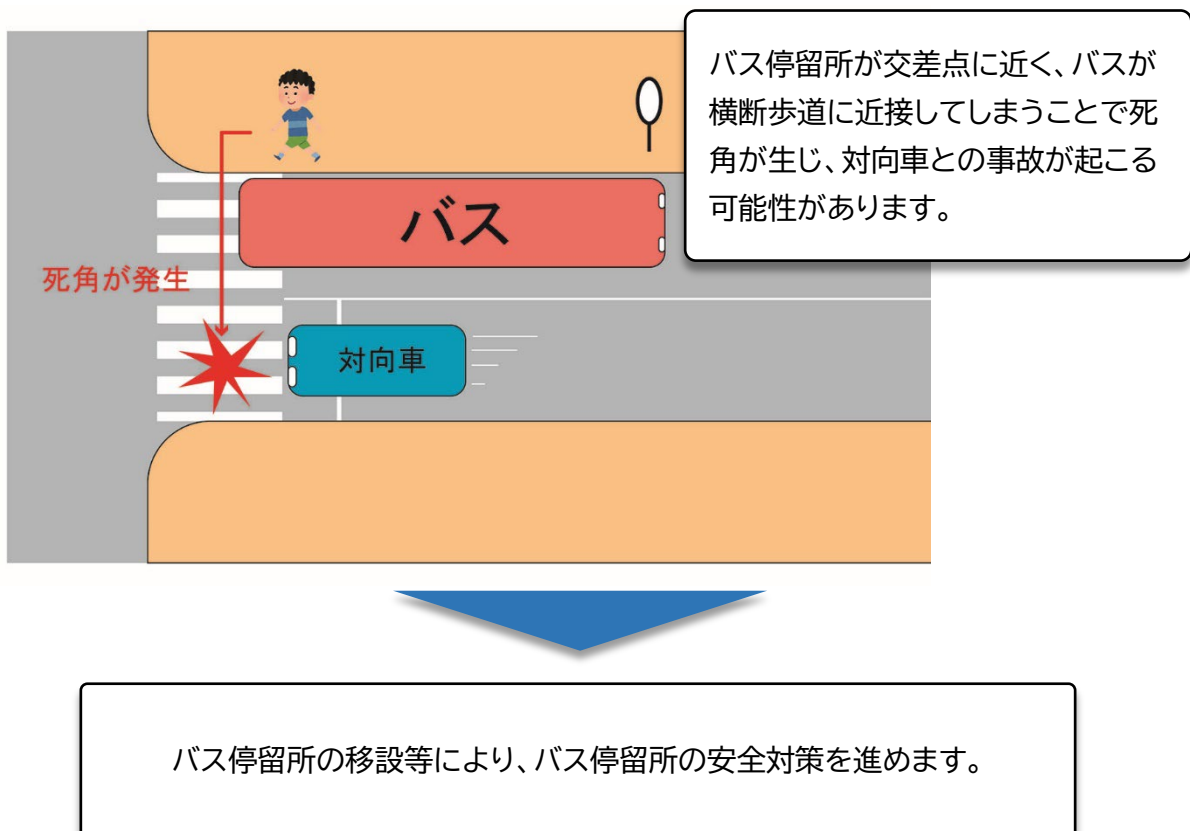 バス停留所が交差点に近く、バスが
横断歩道に近接してしまうことで死
角が生じ、対向車との事故が起こる
可能性があります。
バス
死角が発生
対向車
バス停留所の移設等により、バス停留所の安全対策を進めます。